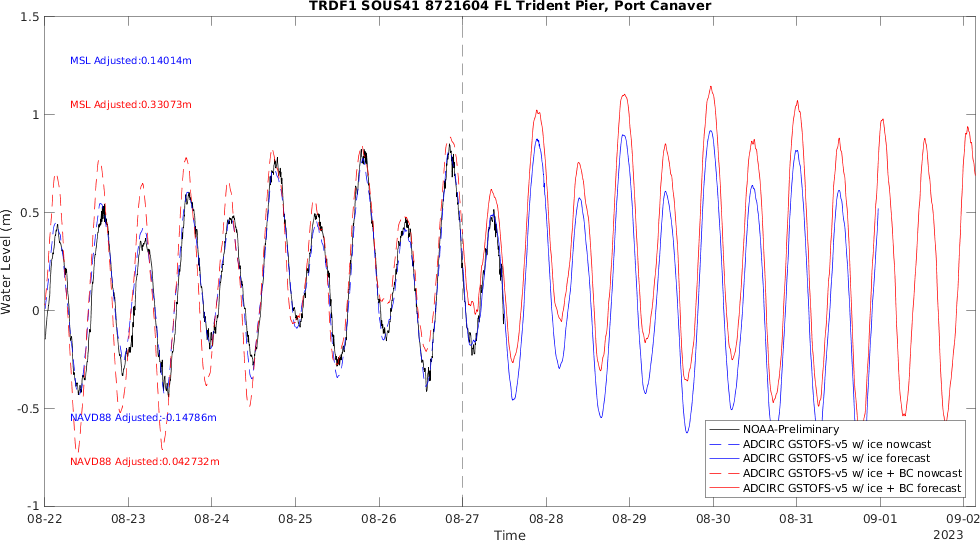 TRDF1 SOUS41 8721604 FL Trident Pier, Port Canaver
1.5
1
0.5
0
-0.5
-1
Water Level (m)
MSL Adjusted:0.14014m
MSL Adjusted:0.33073m
NAVD88 Adjusted:-0.14786m
NAVD88 Adjusted:0.042732m
NOAA-Preliminary
ADCIRC GSTOFS-v5 w/ ice nowcast
ADCIRC GSTOFS-v5 w/ ice forecast
ADCIRC GSTOFS-v5 w/ ice + BC nowcast
ADCIRC GSTOFS-v5 w/ ice + BC forecast
08-22 08-23 08-24 08-25 08-26 08-27 08-28 08-29 08-30 08-31 09-01 09-02
Time
2023